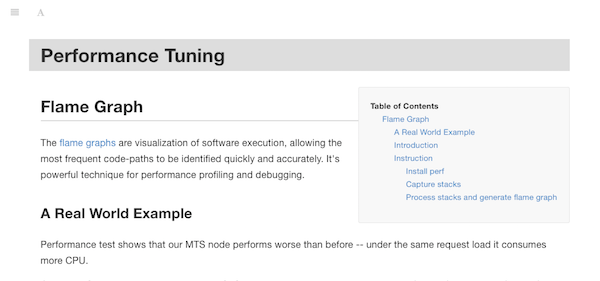 A
Performance Tuning
Flame Graph
The flame graphs are visualization of software execution, allowing the
most frequent code-paths to be identified quickly and accurately. It's
powerful technique for performance profiling and debugging.
Table of Contents
Flame Graph
A Real World Example
Introduction
Instruction
Install perf
Capture stacks
Process stacks and generate flame graph
A Real World Example
Performance test shows that our MTS node performs worse than before -- under the same request load it consumes
more CPU.